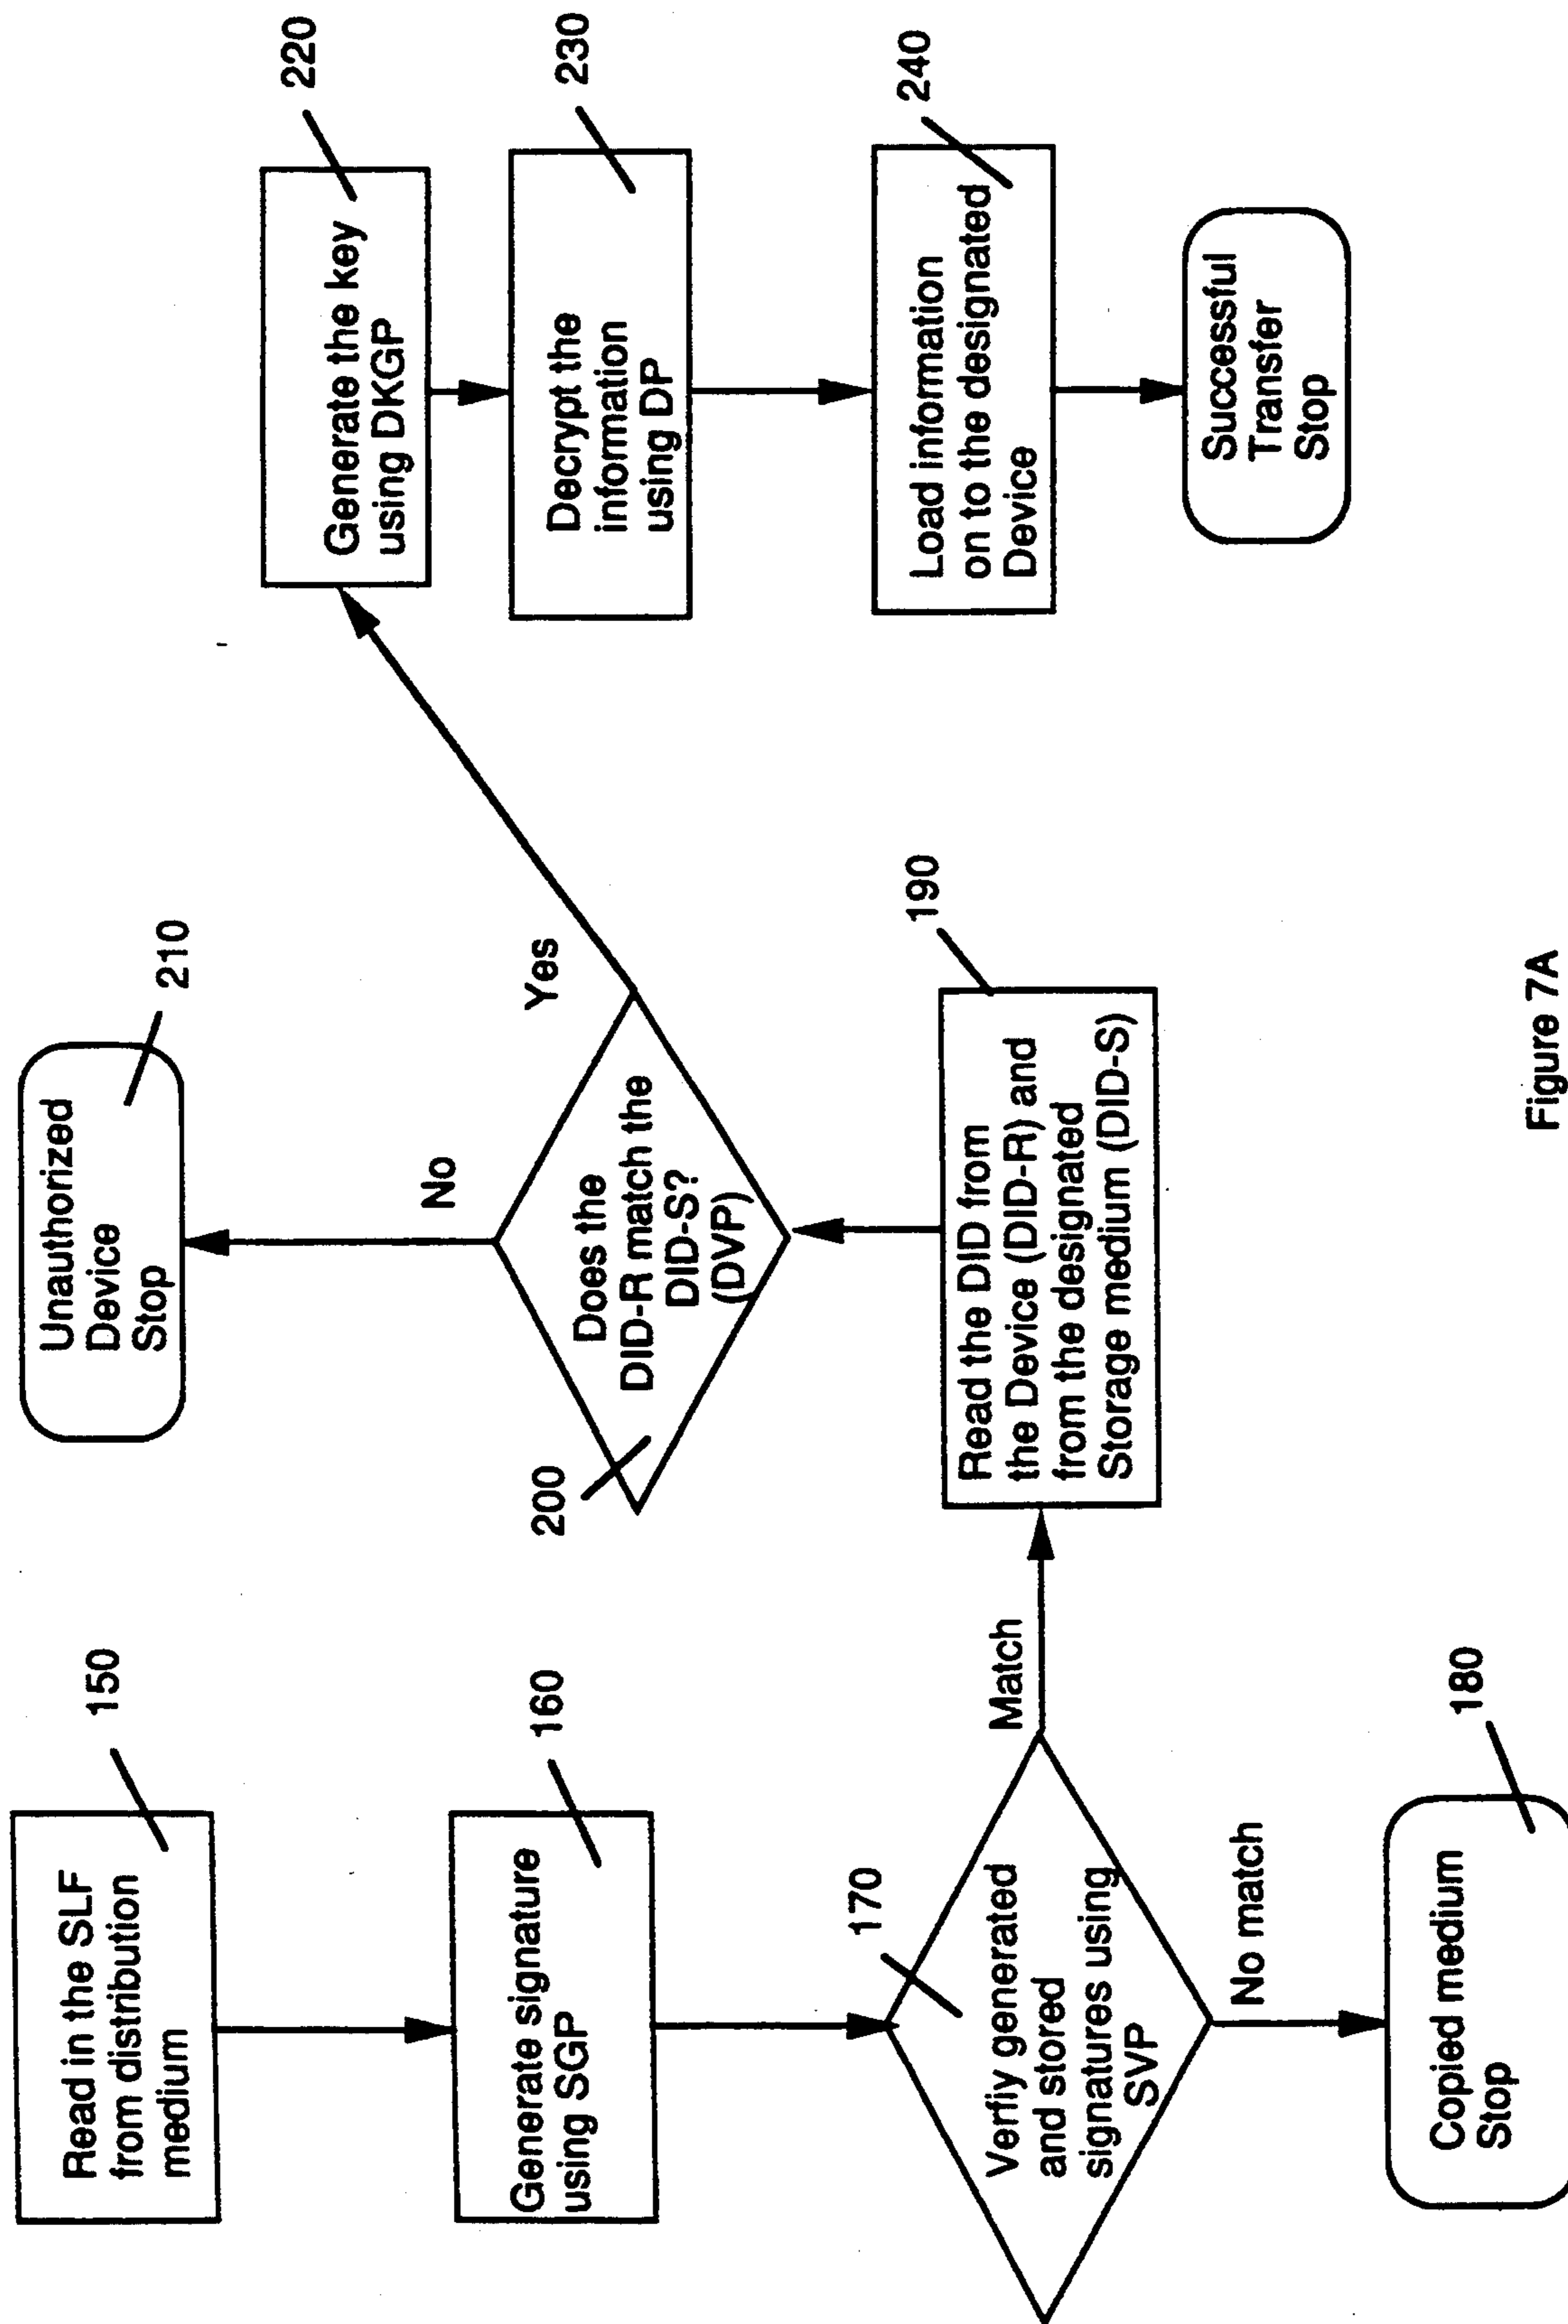 Read in the SLF
from distribution
medium
150
Generate signature
using SGP
160
Verfiy generated
and stored
signatures using
SVP
170
Match
No match
Copied medium
Stop
180
Read the DID from
the Device (DID-R) and
from the designated
Storage medium (DID-S)
190
Does the
DID-R match the
DID-S?
(DVP)
200
No
Yes
Unauthorized
Device
Stop
210
Generate the key
using DKGP
220
Decrypt the
information
using DP
230
Load information
on to the designated
Device
240
Successful
Transfer
Stop
Figure 7A